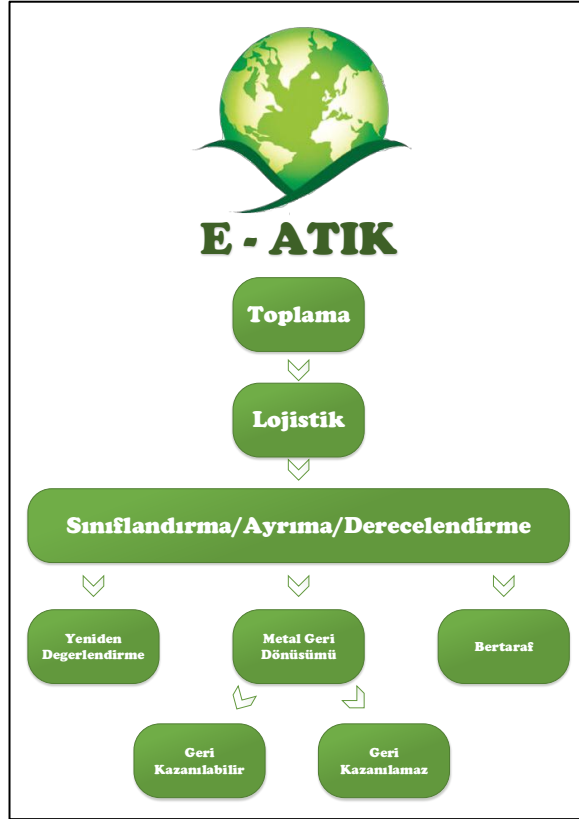 E - ATIK
Toplama
Lojistik
Sınıflandırma/Ayrıma/Derecelendirme
Yeniden
Degerlendirme
Metal Geri
Dönüsümü
Bertaraf
Geri
Kazanılabilir
Geri
Kazanılamaz